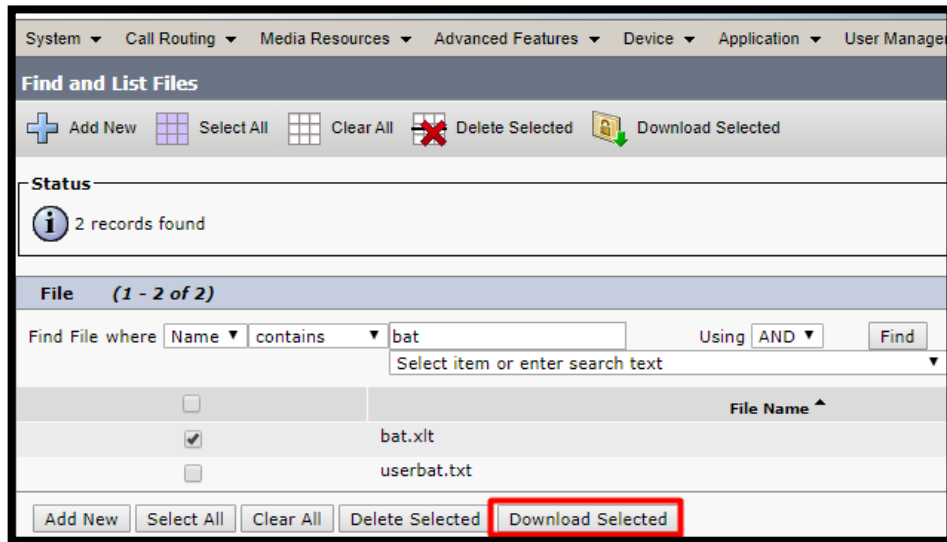 System Call Routing Media Resources Advanced Features Device Application User Manager
Find and List Files
Add New Select All Clear All Delete Selected Download Selected
Status
2 records found
File (1 - 2 of 2)
Find File where Name contains bat Using AND Find
Select item or enter search text
File Name
bat.xlt
userbat.txt
Add New Select All Clear All Delete Selected Download Selected